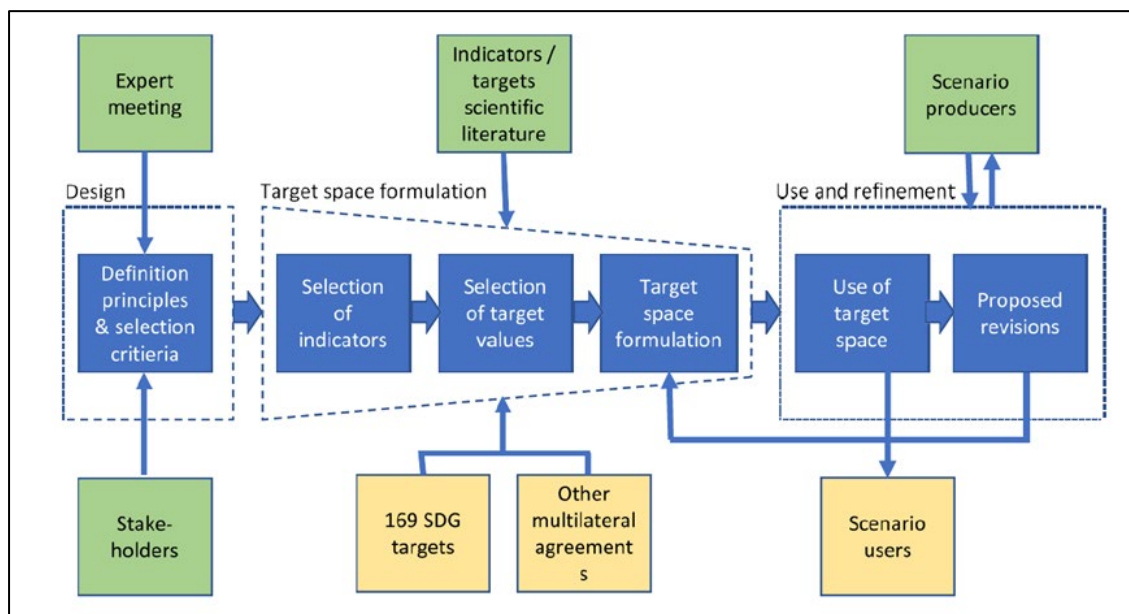 Expert
meeting
Indicators /
targets
scientific
literature
Scenario
producers
Design
Target space formulation
Use and refinement
Definition
principles
& selection
critieria
Selection
of
indicators
Selection
of target
values
Target
space
formulation
Use of
target
space
Proposed
revisions
Stake-
holders
169 SDG
targets
Other
multilateral
agreement
s
Scenario
users